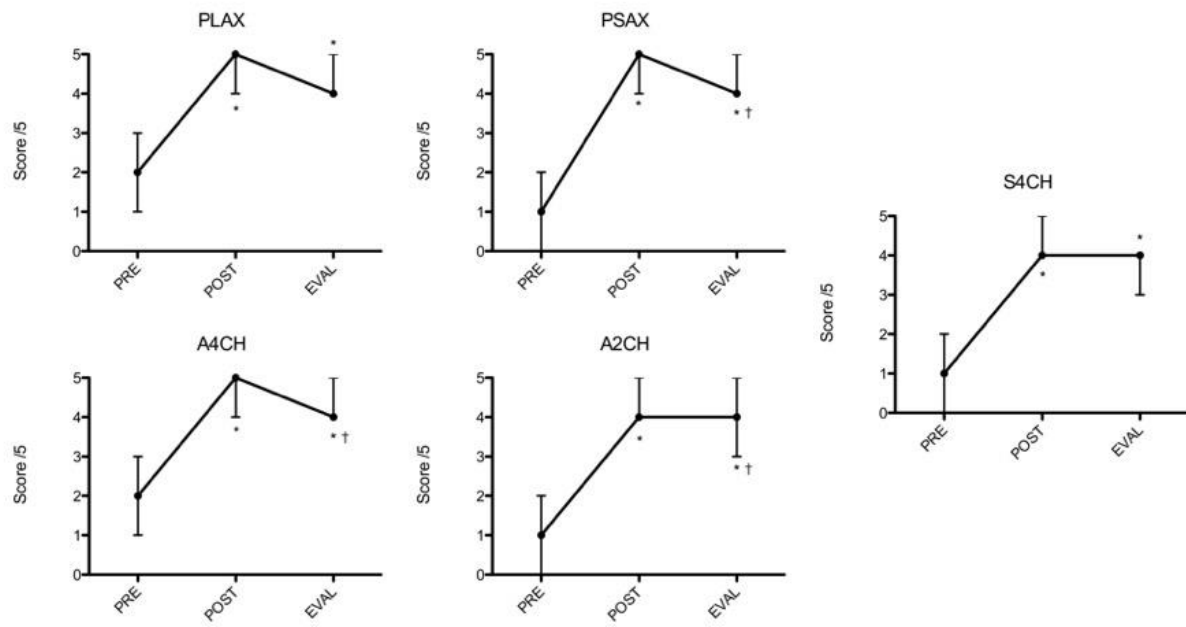 PLAX
Score /5
5
*
4
*
3
2
1
0
PRE
POST
EVAL
PSAX
Score /5
5
4
*
* †
3
2
1
0
PRE
POST
EVAL
S4CH
Score /5
5
*
4
*
3
2
1
0
PRE
POST
EVAL
A4CH
Score /5
5
4
*
* †
3
2
1
0
PRE
POST
EVAL
A2CH
Score /5
5
4
*
3
* †
2
1
0
PRE
POST
EVAL